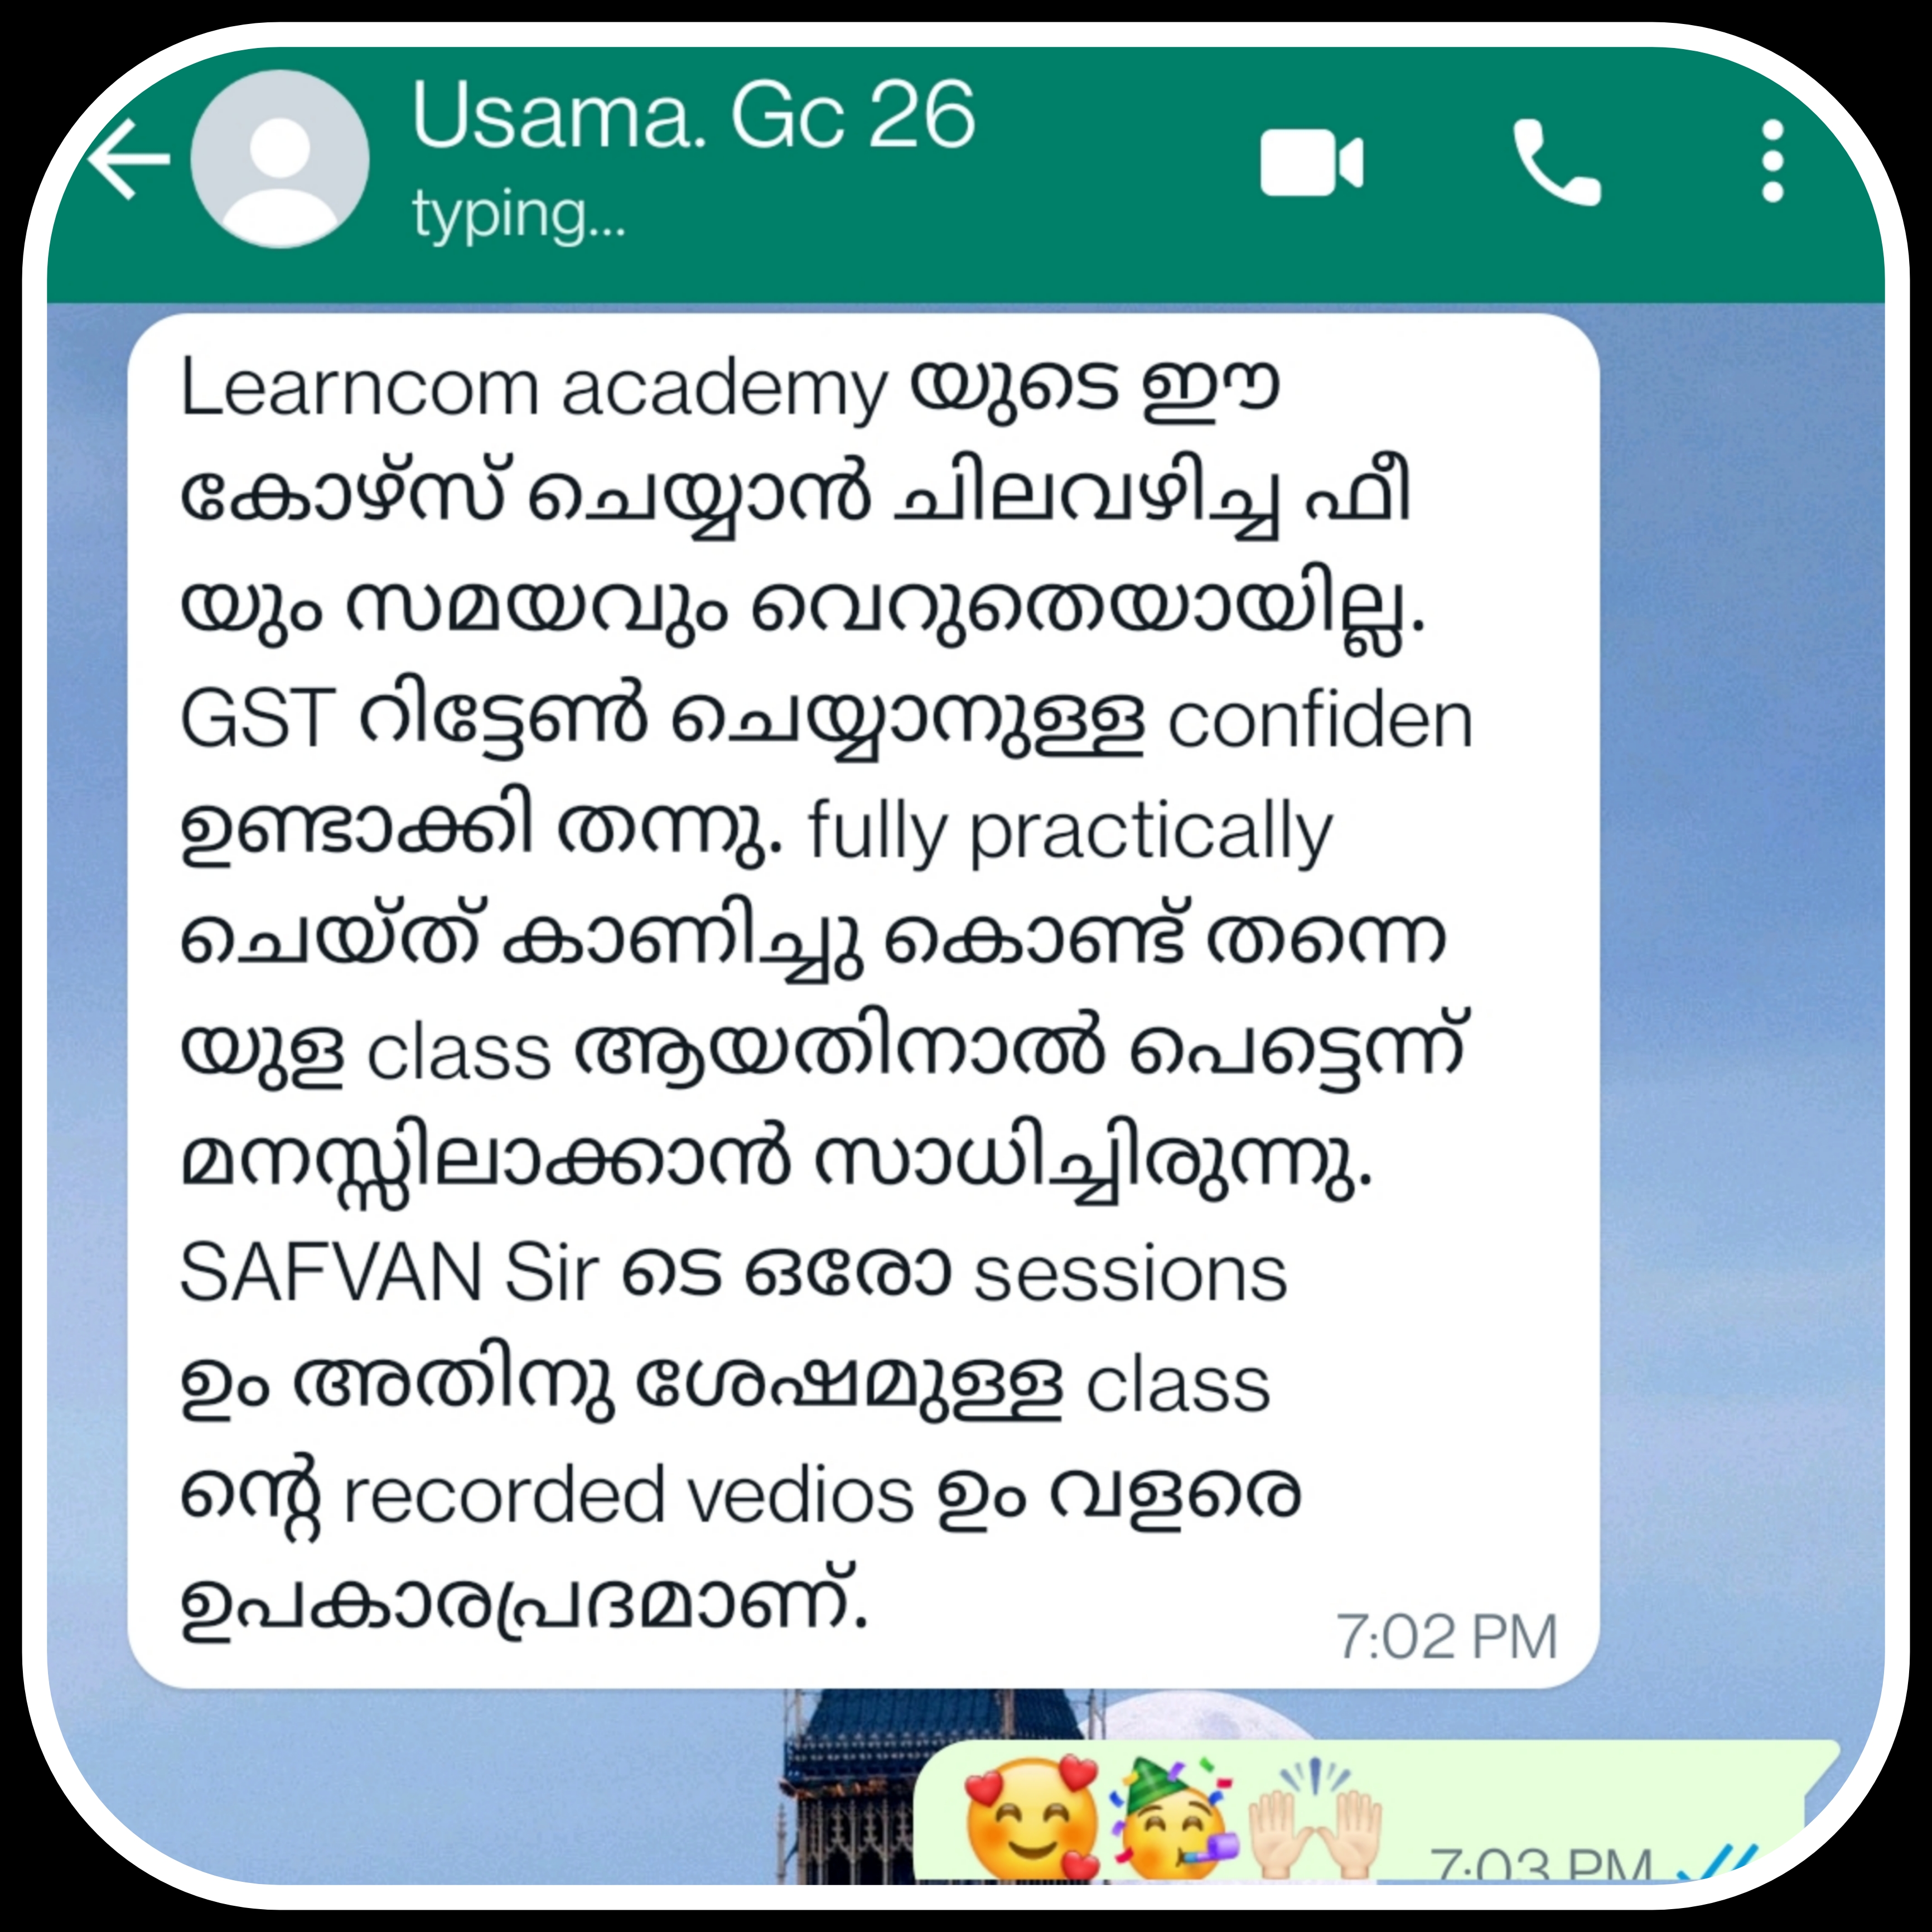 Usama. Gc 26
typing...
Learncom academy യുടെ ഈ
കോഴ്സ് ചെയ്യാൻ ചിലവഴിച്ച ഫീ
യും സമയവും വെറുതെയായില്ല.
GST റിട്ടേൺ ചെയ്യാനുള്ള confiden
ഉണ്ടാക്കി തന്നു. fully practically
ചെയ്ത് കാണിച്ചു കൊണ്ട് തന്നെ
യുള class ആയതിനാൽ പെട്ടെന്ന്
മനസ്സിലാക്കാൻ സാധിച്ചിരുന്നു.
SAFVAN Sir ടെ ഒരോ sessions
ഉം അതിനു ശേഷമുള്ള class
ന്റെ recorded vedios ഉം വളരെ
ഉപകാരപ്രദമാണ്.
7:02 PM
🥰🥳🙌🏻
7:03 PM